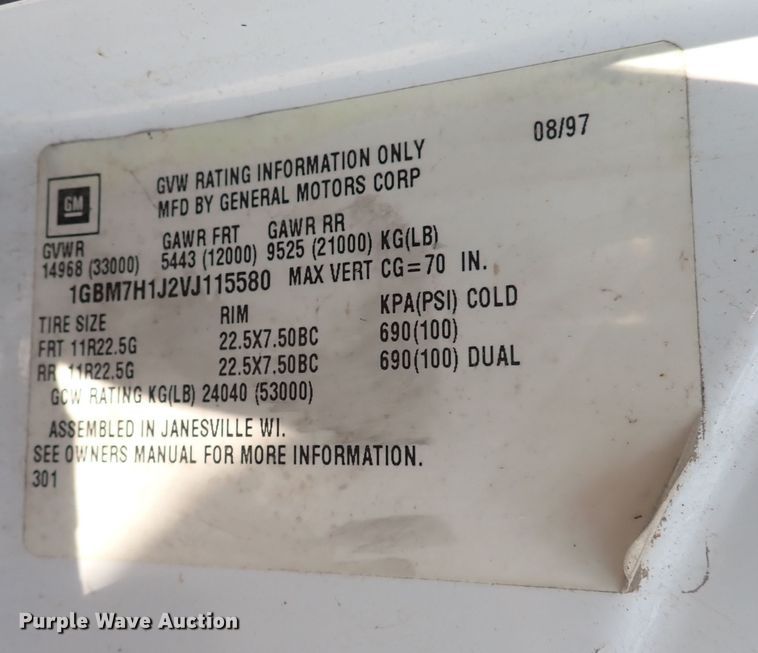 08/97
GM
GVW RATING INFORMATION ONLY
MFD BY GENERAL MOTORS CORP
GVWR GAWR FRT GAWR RR
14968 (33000) 5443 (12000) 9525 (21000) KG(LB)
1GBM7H1J2VJ115580 MAX VERT CG=70 IN.
TIRE SIZE RIM KPA(PSI) COLD
FRT 11R22.5G 22.5X7.50BC 690(100)
RR 11R22.5G 22.5X7.50BC 690(100) DUAL
GCW RATING KG(LB) 24040 (53000)
ASSEMBLED IN JANESVILLE WI.
SEE OWNERS MANUAL FOR MORE INFORMATION.
301
Purple Wave Auction